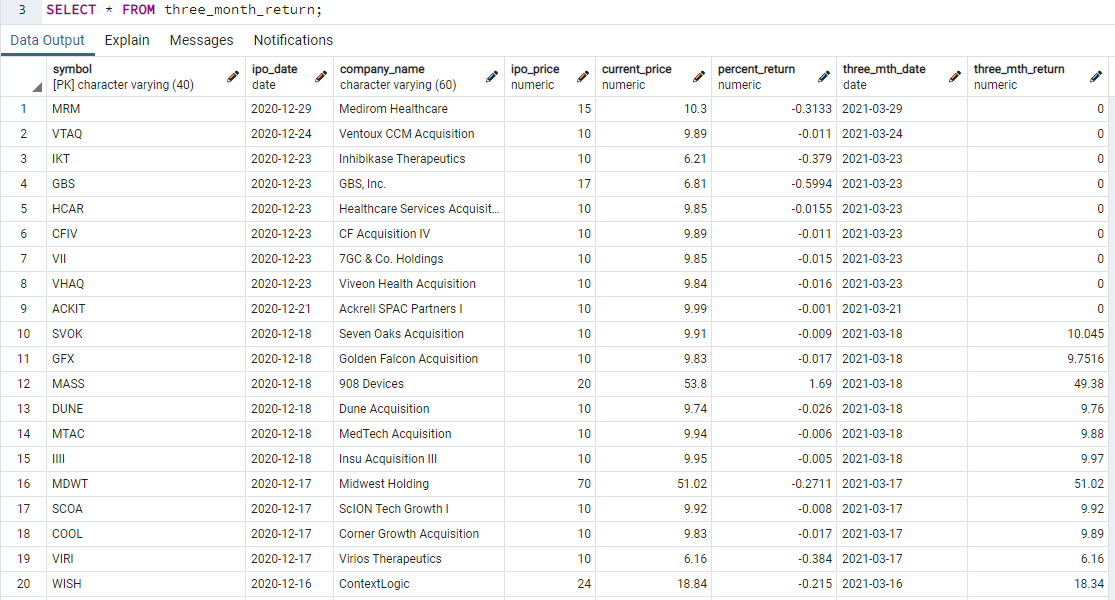 3 SELECT * FROM three_month_return;
Data Output Explain Messages Notifications
symbol ipo_date company_name ipo_price current_price percent_return three_mth_date three_mth_return
[PK] character varying (40) date character varying (60) numeric numeric numeric date numeric
1 MRM 2020-12-29 Medirom Healthcare 15 10.3 -0.3133 2021-03-29 0
2 VTAQ 2020-12-24 Ventoux CCM Acquisition 10 9.89 -0.011 2021-03-24 0
3 IKT 2020-12-23 Inhibikase Therapeutics 10 6.21 -0.379 2021-03-23 0
4 GBS 2020-12-23 GBS, Inc. 17 6.81 -0.5994 2021-03-23 0
5 HCAR 2020-12-23 Healthcare Services Acquisit... 10 9.85 -0.0155 2021-03-23 0
6 CFIV 2020-12-23 CF Acquisition IV 10 9.89 -0.011 2021-03-23 0
7 VII 2020-12-23 7GC & Co. Holdings 10 9.85 -0.015 2021-03-23 0
8 VHAQ 2020-12-23 Viveon Health Acquisition 10 9.84 -0.016 2021-03-23 0
9 ACKIT 2020-12-21 Ackrell SPAC Partners I 10 9.99 -0.001 2021-03-21 0
10 SVOK 2020-12-18 Seven Oaks Acquisition 10 9.91 -0.009 2021-03-18 10.045
11 GFX 2020-12-18 Golden Falcon Acquisition 10 9.83 -0.017 2021-03-18 9.7516
12 MASS 2020-12-18 908 Devices 20 53.8 1.69 2021-03-18 49.38
13 DUNE 2020-12-18 Dune Acquisition 10 9.74 -0.026 2021-03-18 9.76
14 MTAC 2020-12-18 MedTech Acquisition 10 9.94 -0.006 2021-03-18 9.88
15 IIII 2020-12-18 Insu Acquisition III 10 9.95 -0.005 2021-03-18 9.97
16 MDWT 2020-12-17 Midwest Holding 70 51.02 -0.2711 2021-03-17 51.02
17 SCOA 2020-12-17 ScION Tech Growth I 10 9.92 -0.008 2021-03-17 9.92
18 COOL 2020-12-17 Corner Growth Acquisition 10 9.83 -0.017 2021-03-17 9.89
19 VIRI 2020-12-17 Virios Therapeutics 10 6.16 -0.384 2021-03-17 6.16
20 WISH 2020-12-16 ContextLogic 24 18.84 -0.215 2021-03-16 18.34